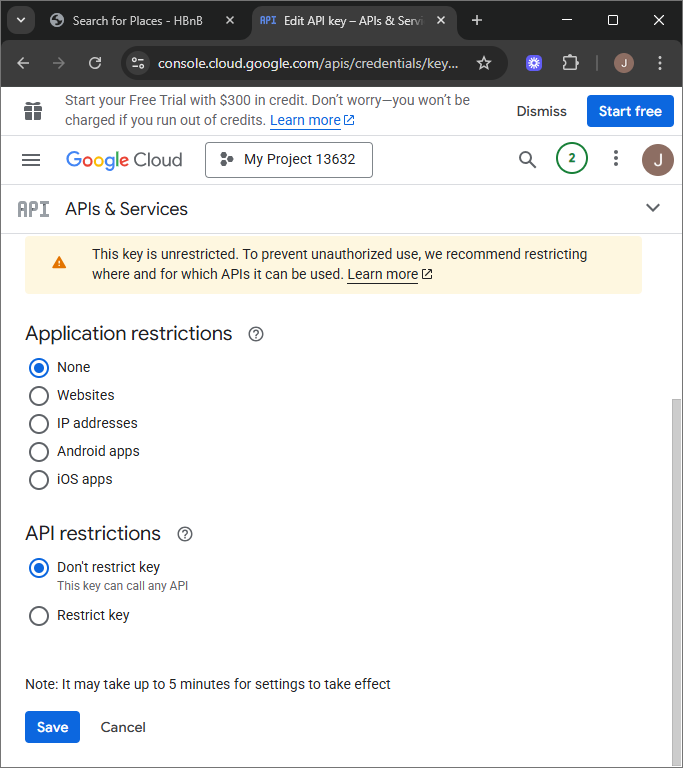 Search for Places - HBnB
API Edit API key – APIs & Servi
console.cloud.google.com/apis/credentials/key...
J
Start your Free Trial with $300 in credit. Don't worry—you won't be
charged if you run out of credits. Learn more
Dismiss
Start free
Google Cloud
My Project 13632
2
J
API APIs & Services
This key is unrestricted. To prevent unauthorized use, we recommend restricting
where and for which APIs it can be used. Learn more
Application restrictions
None
Websites
IP addresses
Android apps
iOS apps
API restrictions
Don't restrict key
This key can call any API
Restrict key
Note: It may take up to 5 minutes for settings to take effect
Save
Cancel